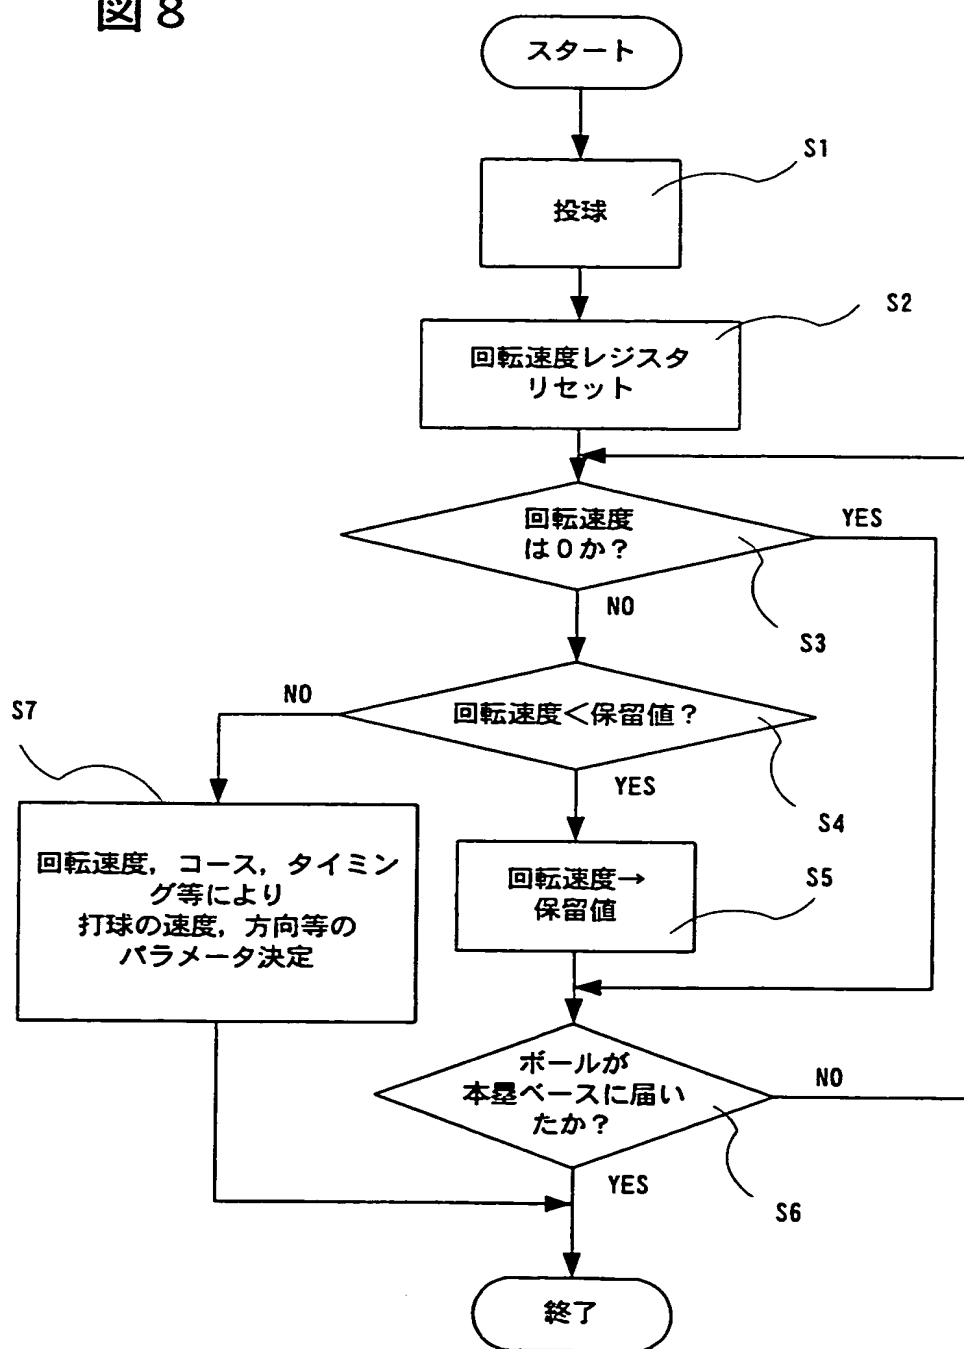 図８
スタート
S1
投球
S2
回転速度レジスタ
リセット
回転速度
は０か？
YES
NO
S3
NO
回転速度＜保留値？
S7
YES
S4
回転速度，コース，タイミン
グ等により
打球の速度，方向等の
パラメータ決定
回転速度→
保留値
S5
ボールが
本塁ベースに届い
たか？
NO
YES
S6
終了